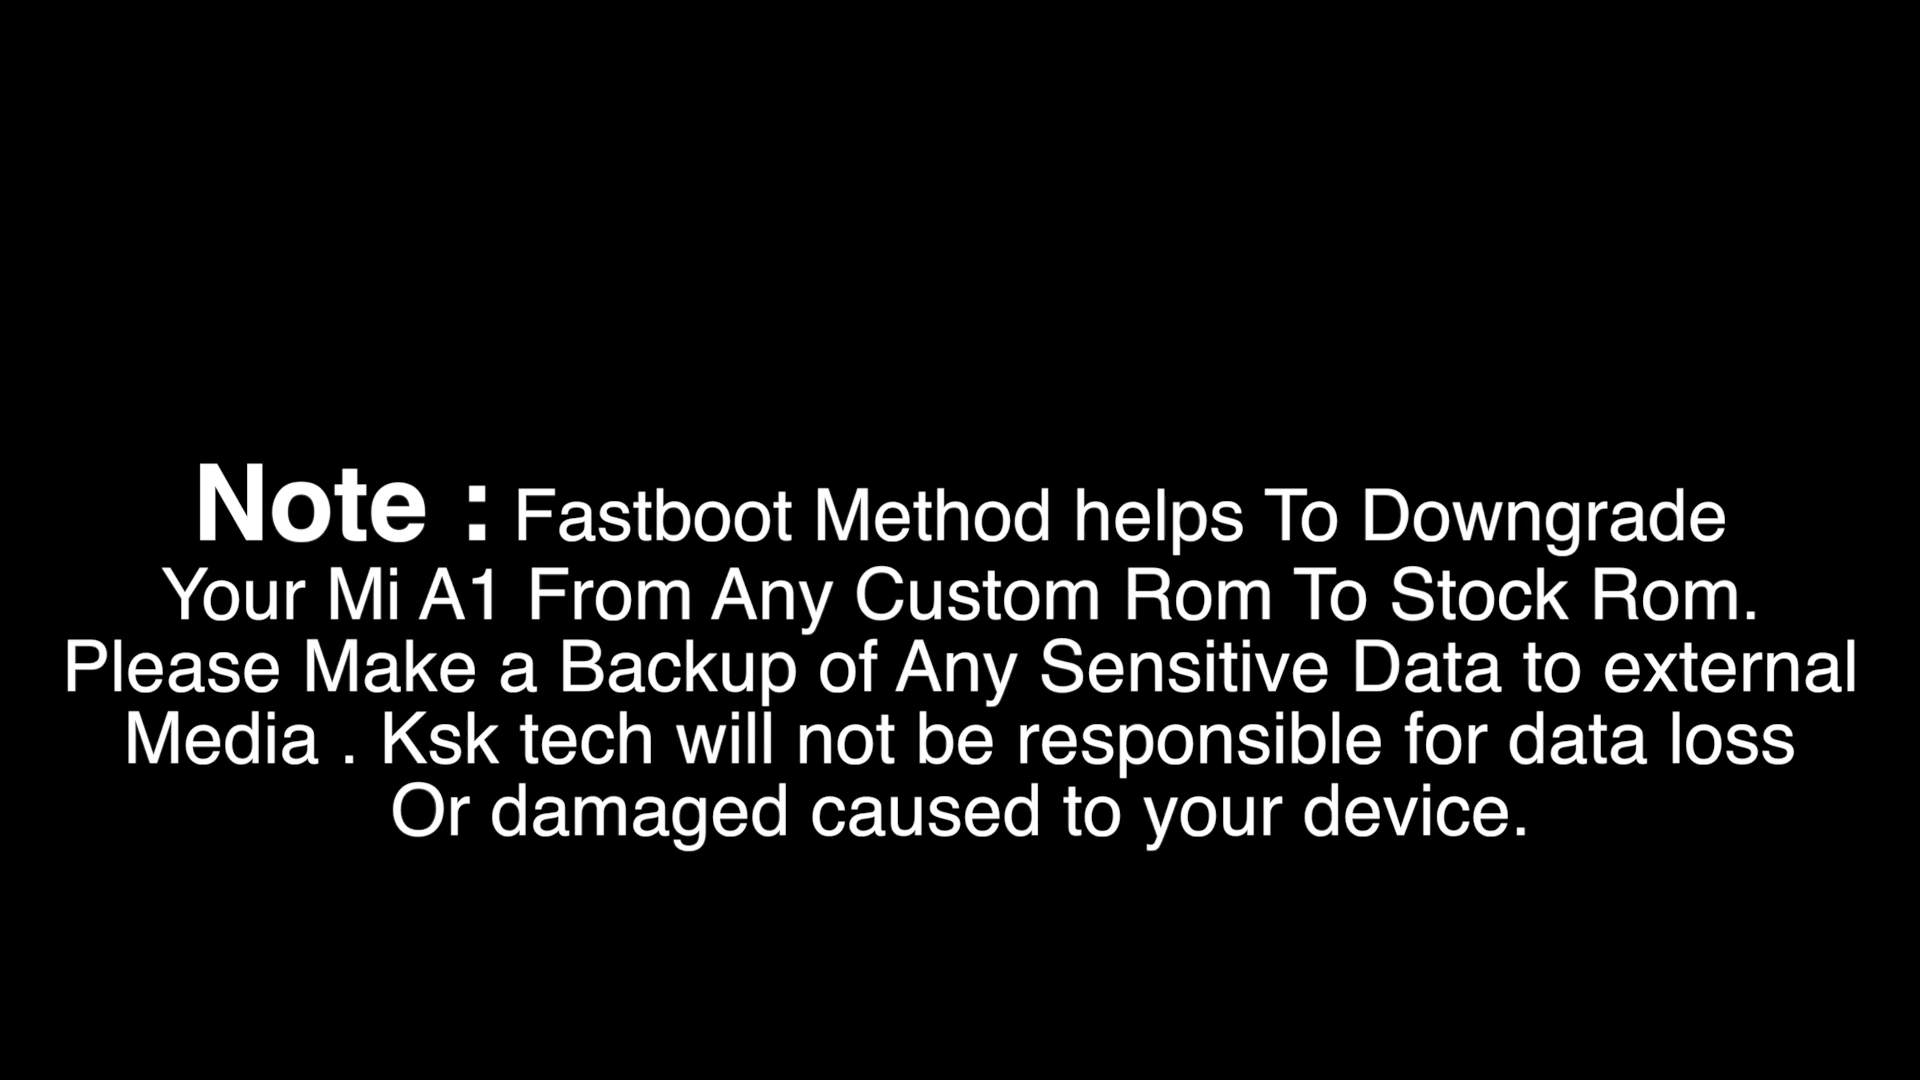 Note : Fastboot Method helps To Downgrade
Your Mi A1 From Any Custom Rom To Stock Rom.
Please Make a Backup of Any Sensitive Data to external
Media . Ksk tech will not be responsible for data loss
Or damaged caused to your device.